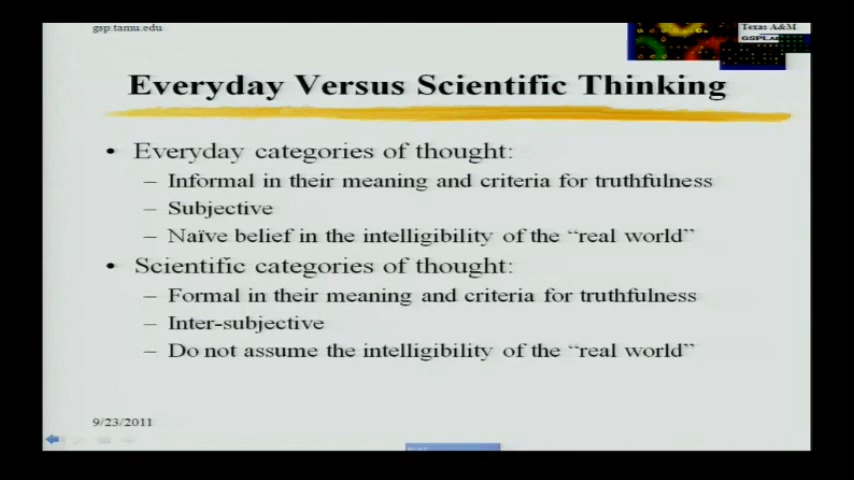 gsp.tamu.edu
Texas A&M
Everyday Versus Scientific Thinking
• Everyday categories of thought:
– Informal in their meaning and criteria for truthfulness
– Subjective
– Naïve belief in the intelligibility of the “real world”
• Scientific categories of thought:
– Formal in their meaning and criteria for truthfulness
– Inter-subjective
– Do not assume the intelligibility of the “real world”
9/23/2011